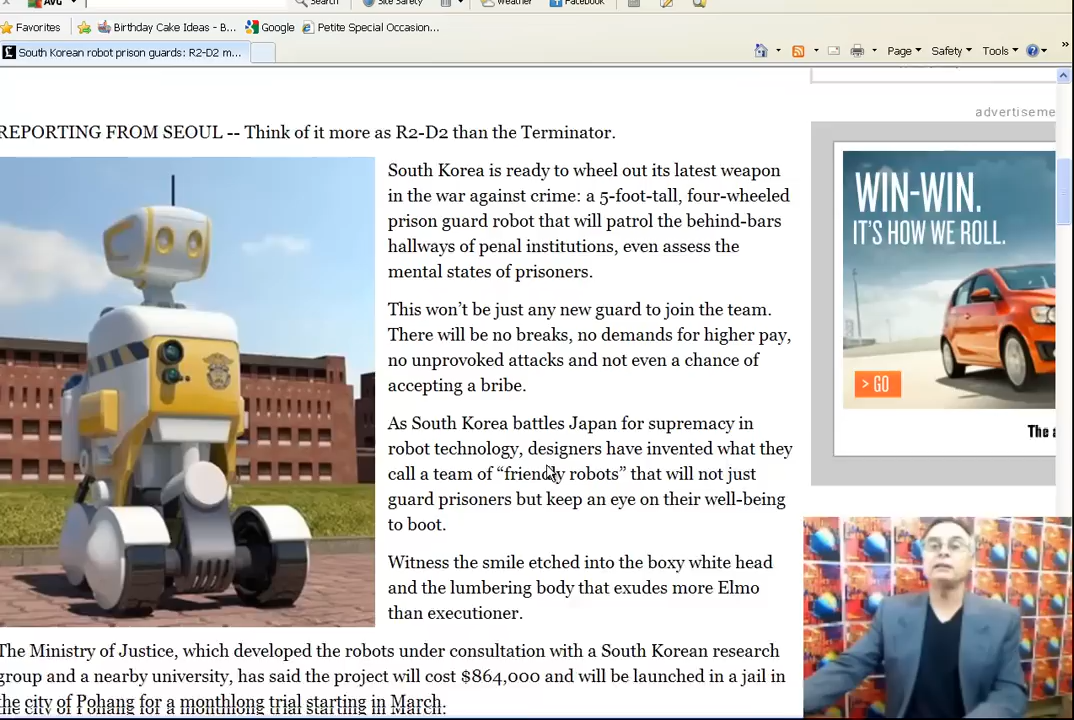 AVG
Search
Site Safety
Weather
Facebook
Favorites
Birthday Cake Ideas - B...
Google
Petite Special Occasion...
South Korean robot prison guards: R2-D2 m...
Page
Safety
Tools
»
advertiseme
REPORTING FROM SEOUL -- Think of it more as R2-D2 than the Terminator.
South Korea is ready to wheel out its latest weapon
in the war against crime: a 5-foot-tall, four-wheeled
prison guard robot that will patrol the behind-bars
hallways of penal institutions, even assess the
mental states of prisoners.
This won’t be just any new guard to join the team.
There will be no breaks, no demands for higher pay,
no unprovoked attacks and not even a chance of
accepting a bribe.
As South Korea battles Japan for supremacy in
robot technology, designers have invented what they
call a team of “friendly robots” that will not just
guard prisoners but keep an eye on their well-being
to boot.
Witness the smile etched into the boxy white head
and the lumbering body that exudes more Elmo
than executioner.
The Ministry of Justice, which developed the robots under consultation with a South Korean research
group and a nearby university, has said the project will cost $864,000 and will be launched in a jail in
the city of Pohang for a monthlong trial starting in March.
WIN-WIN.
IT'S HOW WE ROLL.
> GO
The a